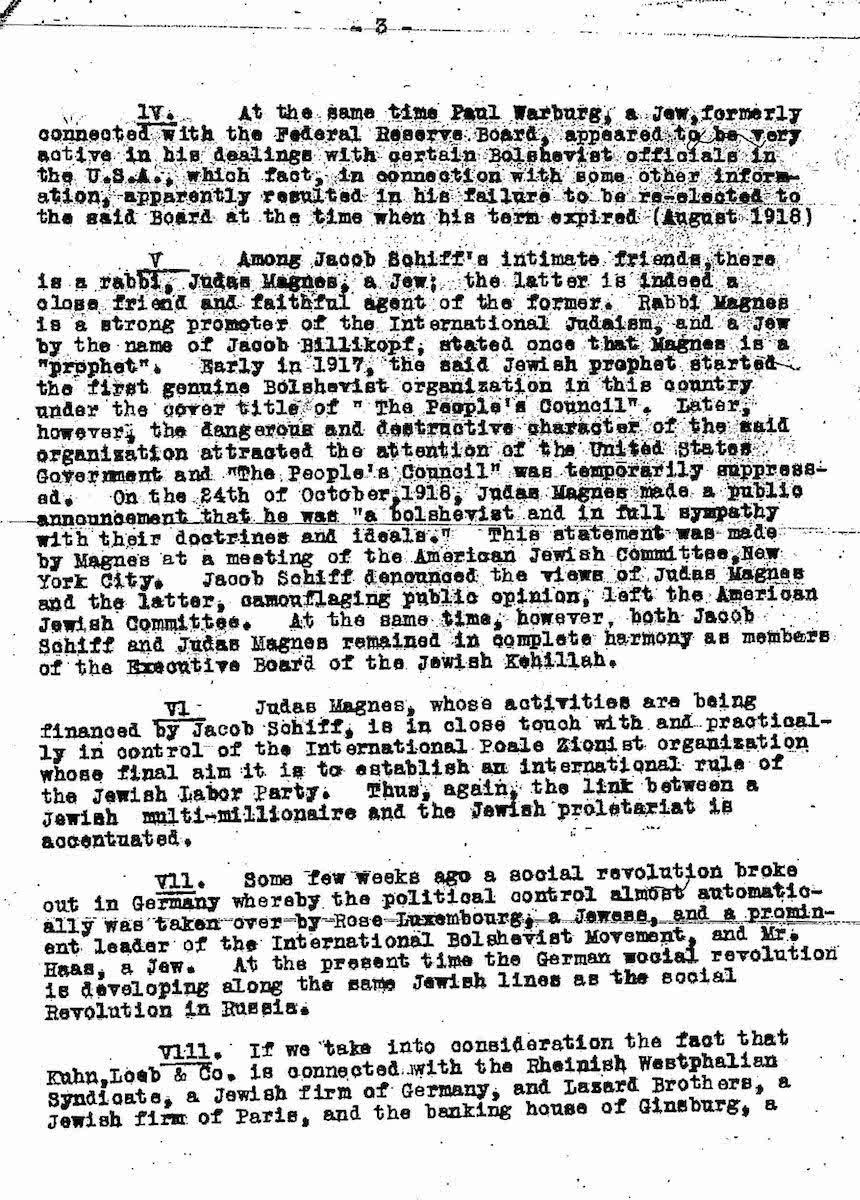 - 3 -
lV. At the same time Paul Warburg, a Jew, formerly
connected with the Federal Reserve Board, appeared to be very
active in his dealings with certain Bolshevist officials in
the U.S.A., which fact, in connection with some other inform-
ation, apparently resulted in his failure to be re-elected to
the said Board at the time when his term expired (August 1918)
V Among Jacob Schiff's intimate friends, there
is a rabbi, Judas Magnes, a Jew; the latter is indeed a
close friend and faithful agent of the former. Rabbi Magnes
is a strong promoter of the International Judaism, and a Jew
by the name of Jacob Billikopf, stated once that Magnes is a
"prophet". Early in 1917, the said Jewish prophet started
the first genuine Bolshevist organization in this country
under the cover title of " The People's Council". Later,
however, the dangerous and destructive character of the said
organization attracted the attention of the United States
Government and "The People's Council" was temporarily suppress-
ed. On the 24th of October, 1918, Judas Magnes made a public
announcement that he was "a bolshevist and in full sympathy
with their doctrines and ideals." This statement was made
by Magnes at a meeting of the American Jewish Committee, New
York City. Jacob Schiff denounced the views of Judas Magnes
and the latter, camouflaging public opinion, left the American
Jewish Committee. At the same time, however, both Jacob
Schiff and Judas Magnes remained in complete harmony as members
of the Executive Board of the Jewish Kehillah.
Vl Judas Magnes, whose activities are being
financed by Jacob Schiff, is in close touch with and practical-
ly in control of the International Poale Zionist organization
whose final aim it is to establish an international rule of
the Jewish Labor Party. Thus, again, the link between a
Jewish multi-millionaire and the Jewish proletariat is
accentuated.
Vll. Some few weeks ago a social revolution broke
out in Germany whereby the political control almost automatic-
ally was taken over by Rose Luxembourg, a Jewess, and a promin-
ent leader of the International Bolshevist Movement, and Mr.
Haas, a Jew. At the present time the German social revolution
is developing along the same Jewish lines as the social
Revolution in Russia.
Vlll. If we take into consideration the fact that
Kuhn, Loeb & Co. is connected with the Rheinish Westphalian
Syndicate, a Jewish firm of Germany, and Lazard Brothers, a
Jewish firm of Paris, and the banking house of Ginsburg, a